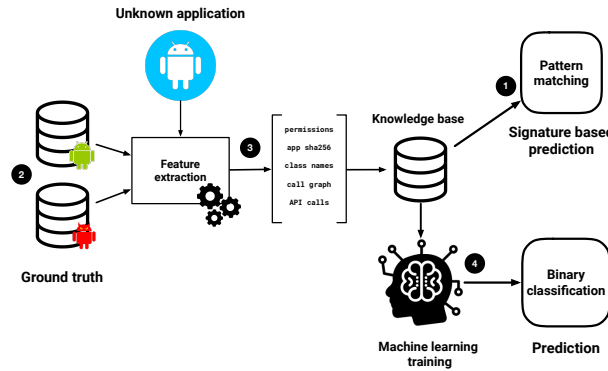 Unknown application
1
Pattern
matching
Signature based
prediction
Knowledge base
3
permissions
app sha256
class names
call graph
API calls
Feature
extraction
2
Ground truth
4
Binary
classification
Machine learning
training
Prediction